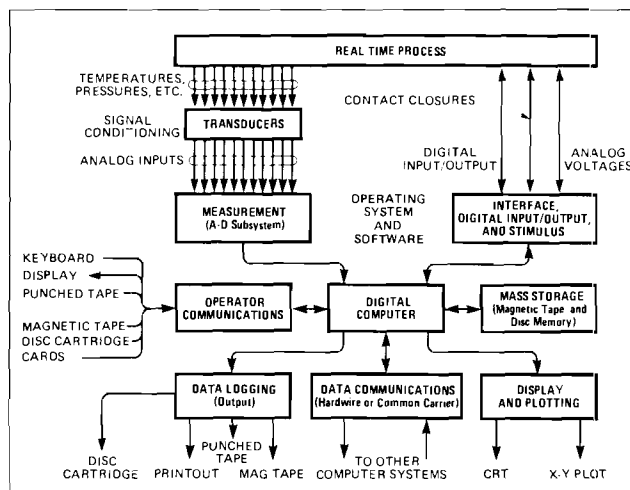 REAL TIME PROCESS
TEMPERATURES,
PRESSURES, ETC.
CONTACT CLOSURES
SIGNAL
CONDITIONING
TRANSDUCERS
ANALOG INPUTS
DIGITAL
INPUT/OUTPUT
ANALOG
VOLTAGES
MEASUREMENT
(A-D Subsystem)
OPERATING
SYSTEM
AND
SOFTWARE
INTERFACE,
DIGITAL INPUT/OUTPUT,
AND STIMULUS
KEYBOARD
DISPLAY
PUNCHED TAPE
MAGNETIC TAPE
DISC CARTRIDGE
CARDS
OPERATOR
COMMUNICATIONS
DIGITAL
COMPUTER
MASS STORAGE
(Magnetic Tape and
Disc Memory)
DATA LOGGING
(Output)
DATA COMMUNICATIONS
(Hardwire or Common Carrier)
DISPLAY
AND PLOTTING
DISC
CARTRIDGE
PRINTOUT
PUNCHED
TAPE
MAG TAPE
TO OTHER
COMPUTER SYSTEMS
CRT
X-Y PLOT